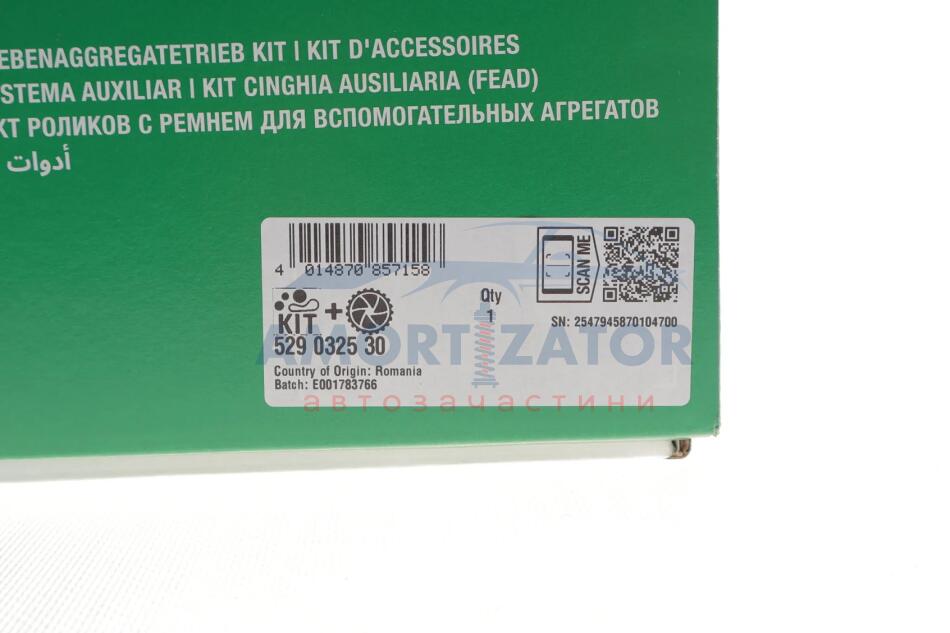 EBENAGGREGATETRIEB KIT | KIT D'ACCESSOIRES
STEMA AUXILIAR | KIT CINGHIA AUSILIARIA (FEAD)
КТ РОЛИКОВ С РЕМНЕМ ДЛЯ ВСПОМОГАТЕЛЬНЫХ АГРЕГАТОВ
أدوات
4 014870 857158
SCAN ME
KIT +
Qty
1
SN: 2547945870104700
529 0325 30
AMORTIZATOR
Country of Origin: Romania
Batch: E001783766
автозачастини